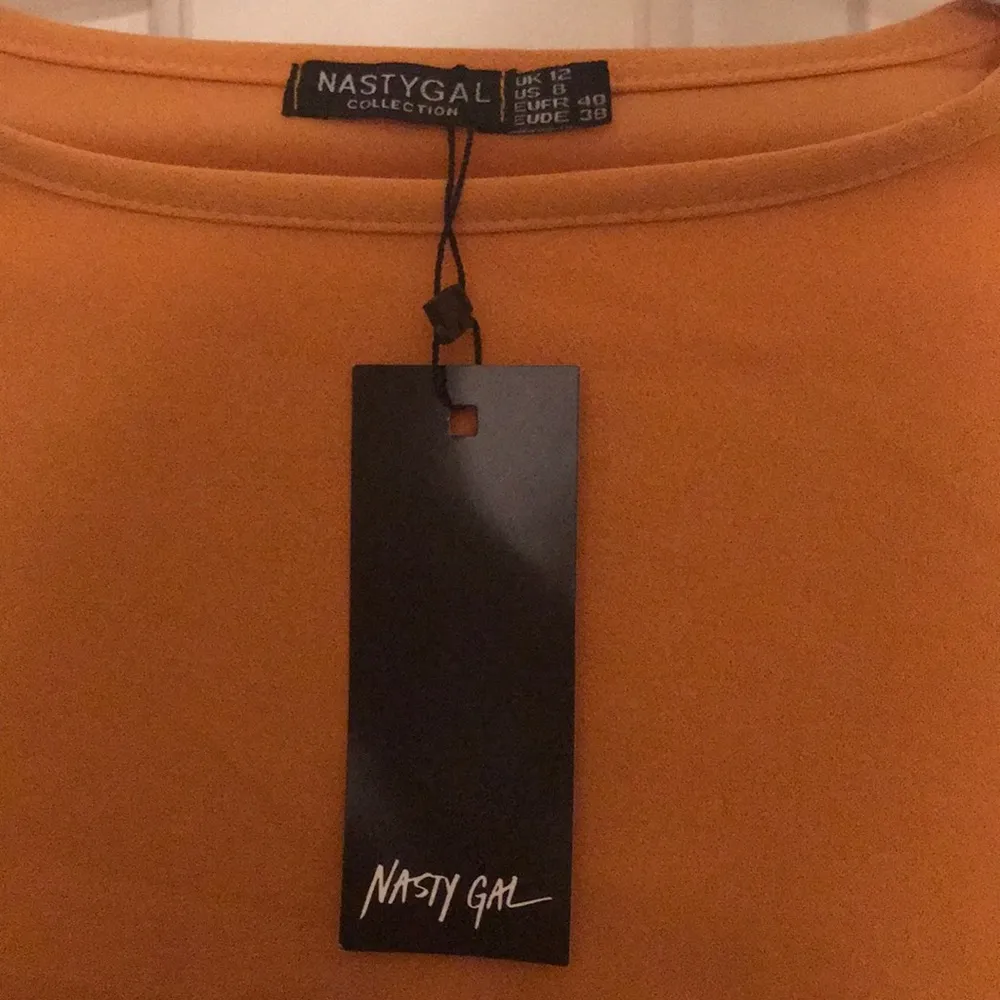 NASTYGAL
COLLECTION
UK 12
US 8
EUFR 40
EUDE 38
NASTY GAL